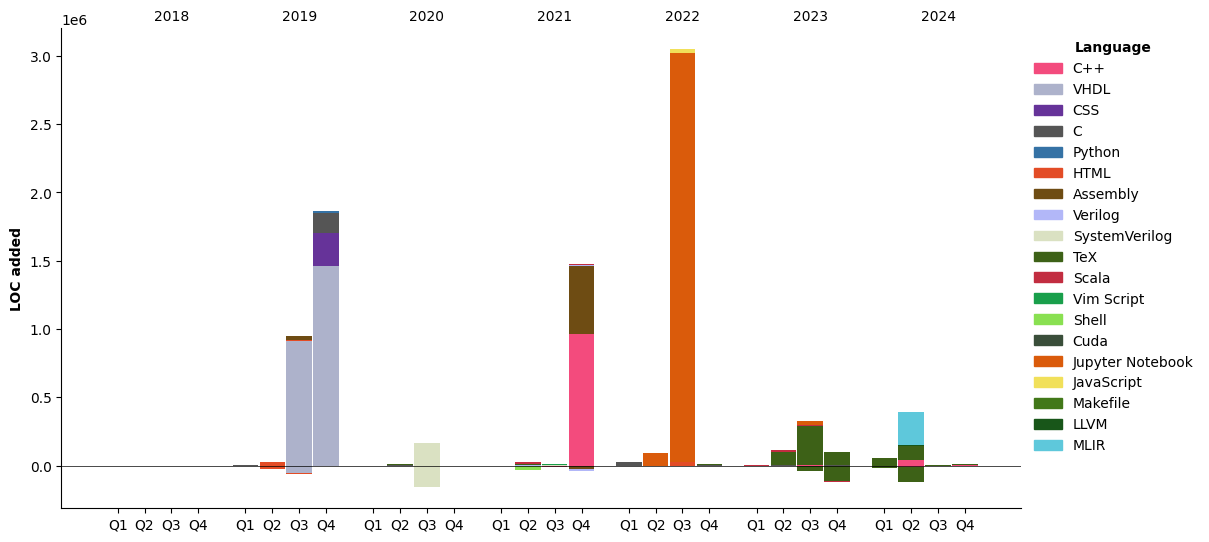 1e6
2018 2019 2020 2021 2022 2023 2024
LOC added
3.0
2.5
2.0
1.5
1.0
0.5
0.0
Q1 Q2 Q3 Q4 Q1 Q2 Q3 Q4 Q1 Q2 Q3 Q4 Q1 Q2 Q3 Q4 Q1 Q2 Q3 Q4 Q1 Q2 Q3 Q4 Q1 Q2 Q3 Q4
Language
C++
VHDL
CSS
C
Python
HTML
Assembly
Verilog
SystemVerilog
TeX
Scala
Vim Script
Shell
Cuda
Jupyter Notebook
JavaScript
Makefile
LLVM
MLIR